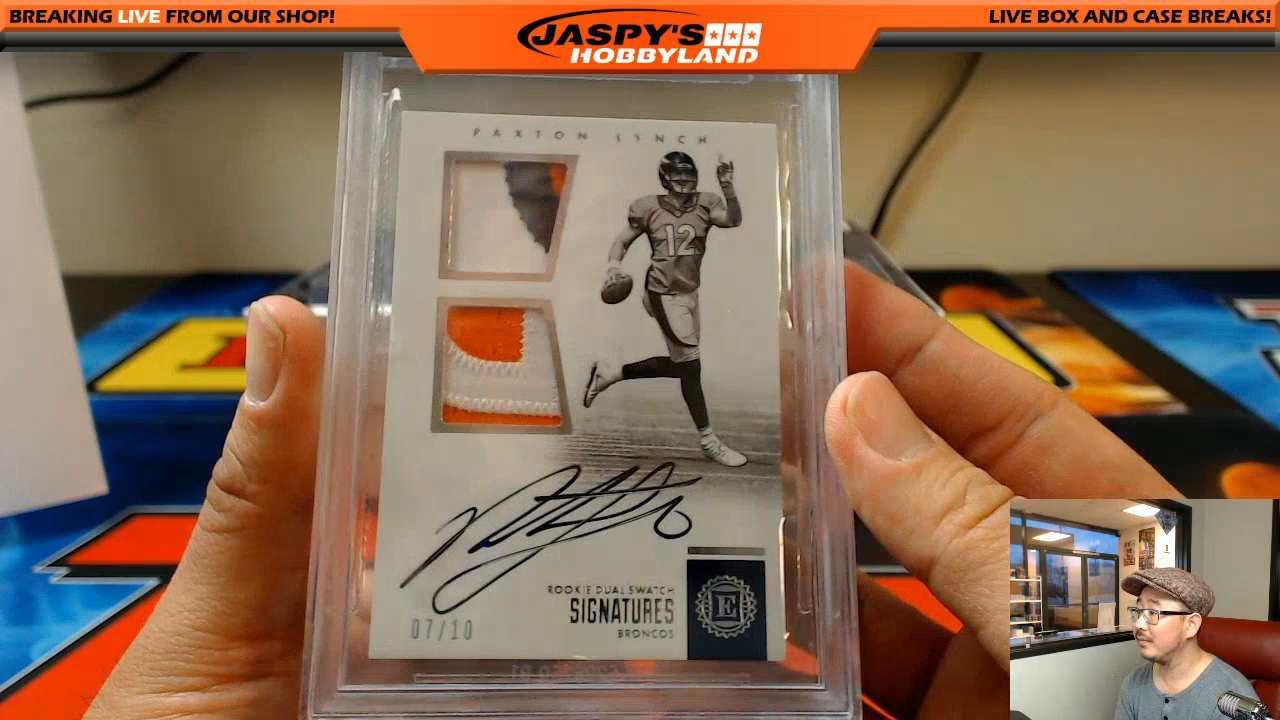 BREAKING LIVE FROM OUR SHOP!
JASPY'S
HOBBYLAND
LIVE BOX AND CASE BREAKS!
PAXTON LYNCH
12
ROOKIE DUAL SWATCH
SIGNATURES
BRONCOS
E
07/10